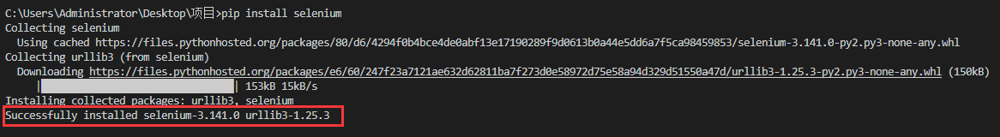 C:\Users\Administrator\Desktop\项目>pip install selenium
Collecting selenium
Using cached https://files.pythonhosted.org/packages/80/d6/4294f0b4bce4de0abf13e17190289f9d0613b0a44e5dd6a7f5ca98459853/selenium-3.141.0-py2.py3-none-any.whl
Collecting urllib3 (from selenium)
Downloading https://files.pythonhosted.org/packages/e6/60/247f23a7121ae632d62811ba7f273d0e58972d75e58a94d329d51550a47d/urllib3-1.25.3-py2.py3-none-any.whl (150kB)
| | 153kB 15kB/s
Installing collected packages: urllib3, selenium
Successfully installed selenium-3.141.0 urllib3-1.25.3